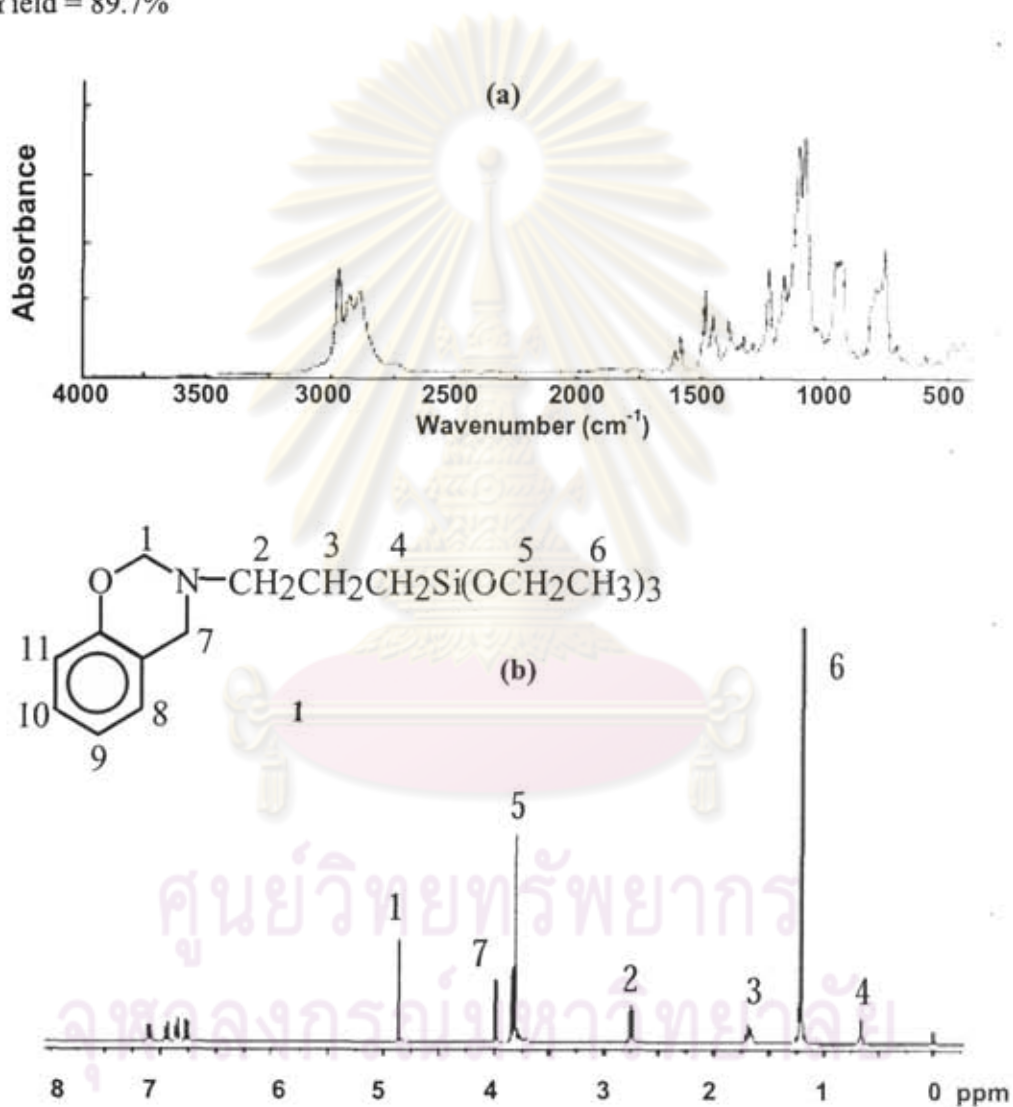 Yield = 89.7%
(a)
Absorbance
4000 3500 3000 2500 2000 1500 1000 500
Wavenumber (cm-1)
1
2 3 4 5 6
O N—CH2CH2CH2Si(OCH2CH3)3
11 7
(b)
10 8
1
9
6
5
1
7
2 3 4
8 7 6 5 4 3 2 1 0 ppm
ศูนย์วิทยทรัพยากร
จุฬาลงกรณ์มหาวิทยาลัย